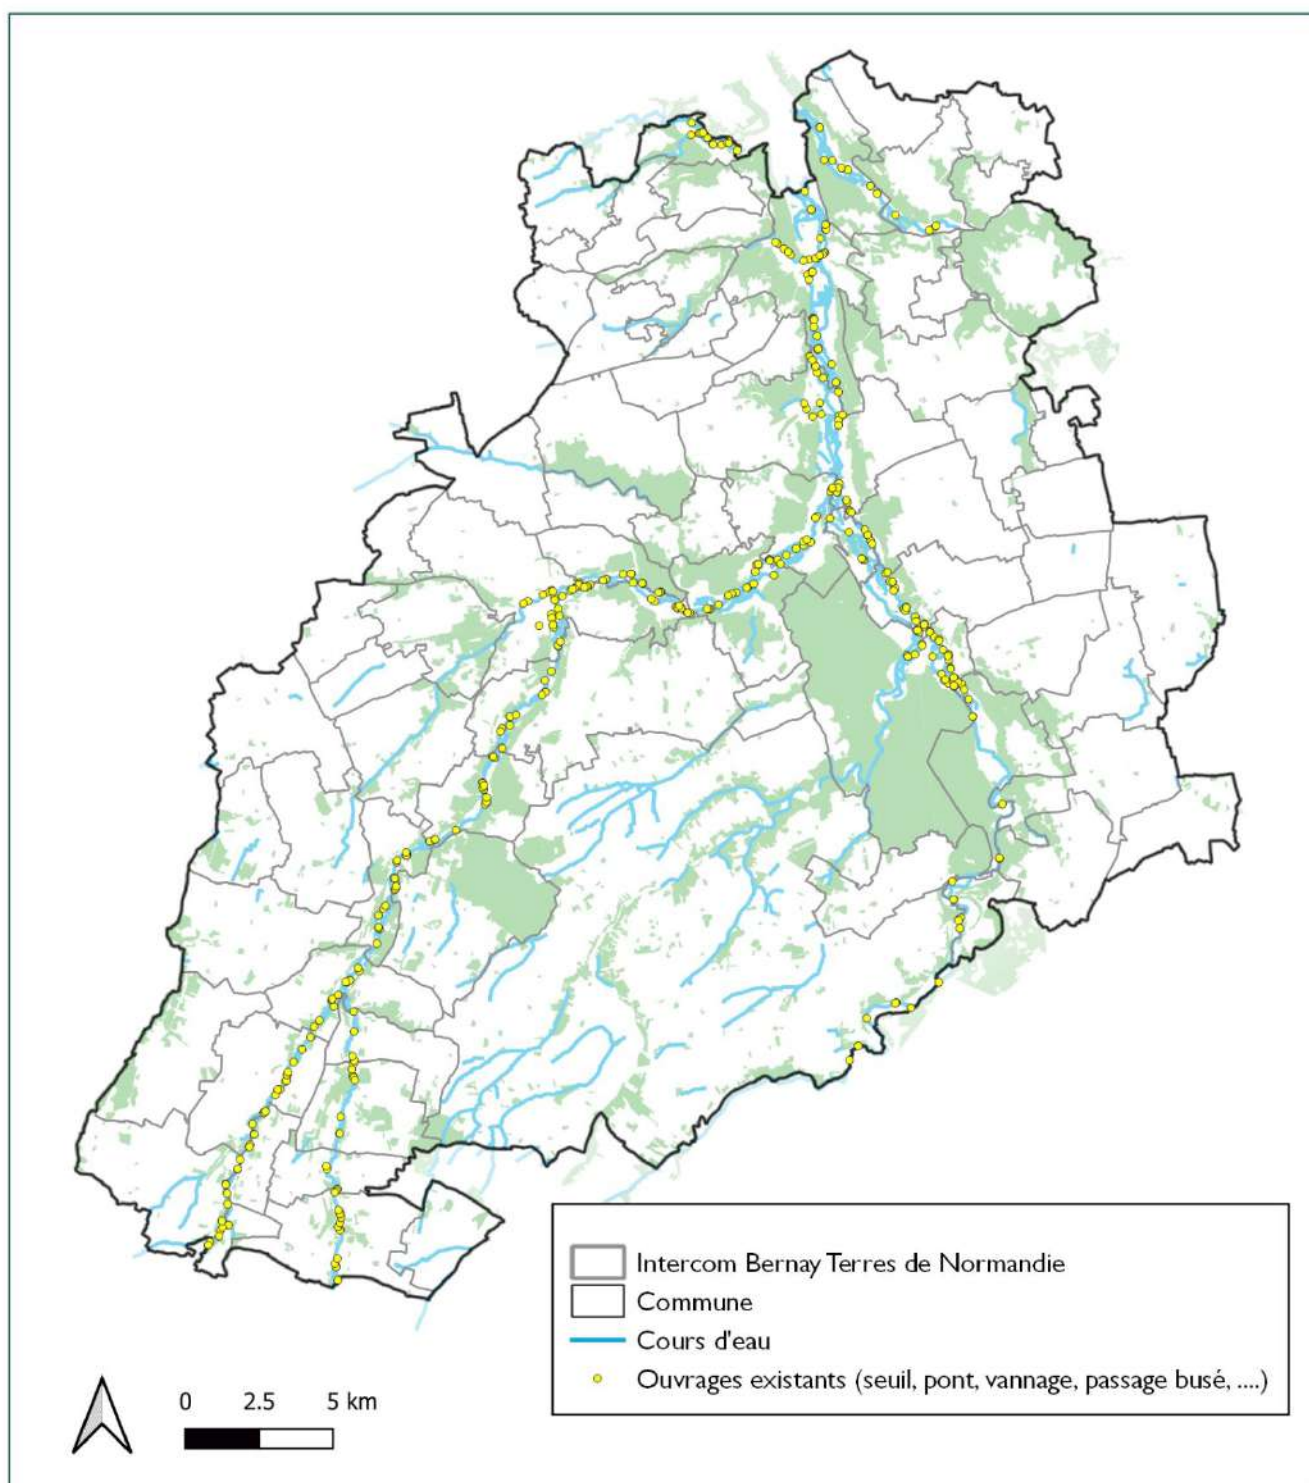 Intercom Bernay Terres de Normandie
Commune
Cours d'eau
Ouvrages existants (seuil, pont, vannage, passage busé, ....)
0 2.5 5 km